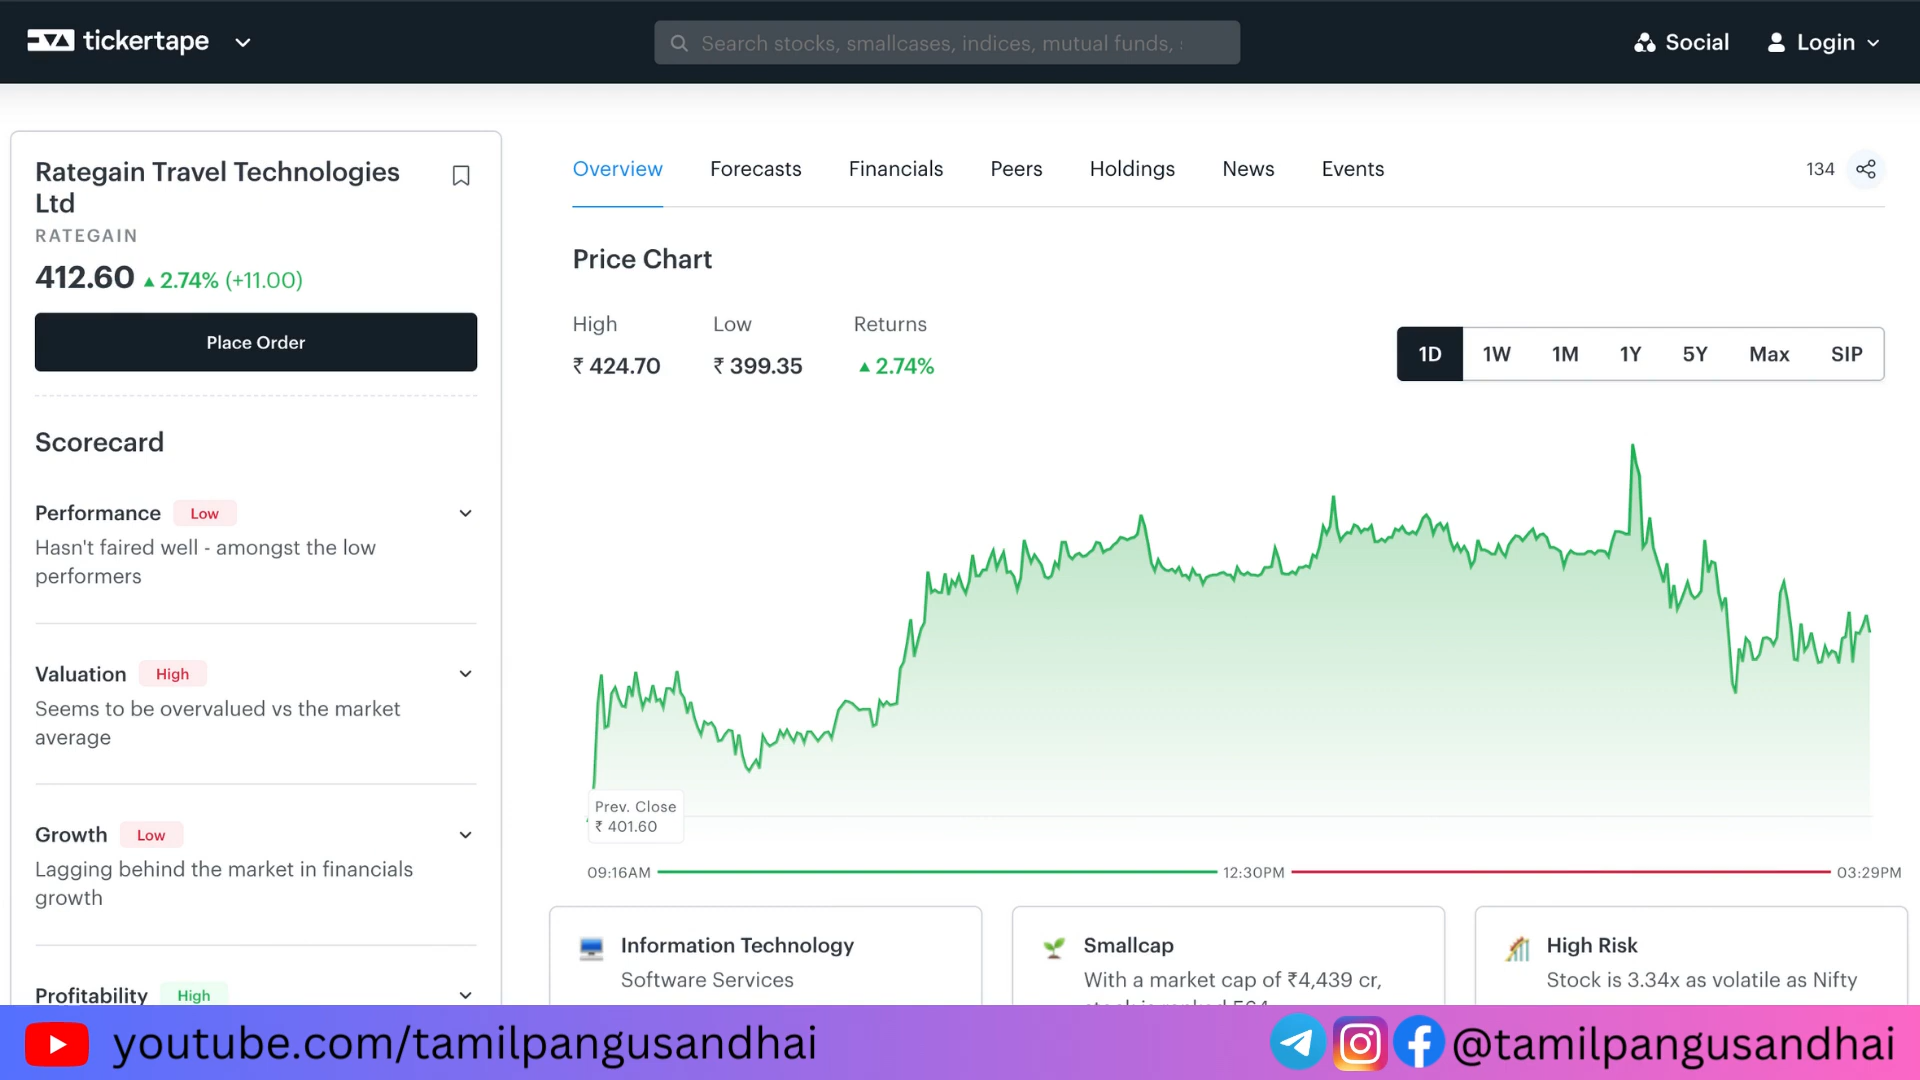 tickertape
Search stocks, smallcases, indices, mutual funds, :
Social
Login
Rategain Travel Technologies
Ltd
RATEGAIN
412.60 ▲ 2.74% (+11.00)
Place Order
Scorecard
Performance Low
Hasn't faired well - amongst the low
performers
Valuation High
Seems to be overvalued vs the market
average
Growth Low
Lagging behind the market in financials
growth
Profitability High
Overview Forecasts Financials Peers Holdings News Events
134
Price Chart
High Low Returns
₹ 424.70 ₹ 399.35 ▲ 2.74%
1D 1W 1M 1Y 5Y Max SIP
Prev. Close
₹ 401.60
09:16AM 12:30PM 03:29PM
Information Technology
Software Services
Smallcap
With a market cap of ₹4,439 cr,
High Risk
Stock is 3.34x as volatile as Nifty
youtube.com/tamilpangusandhai
@tamilpangusandhai